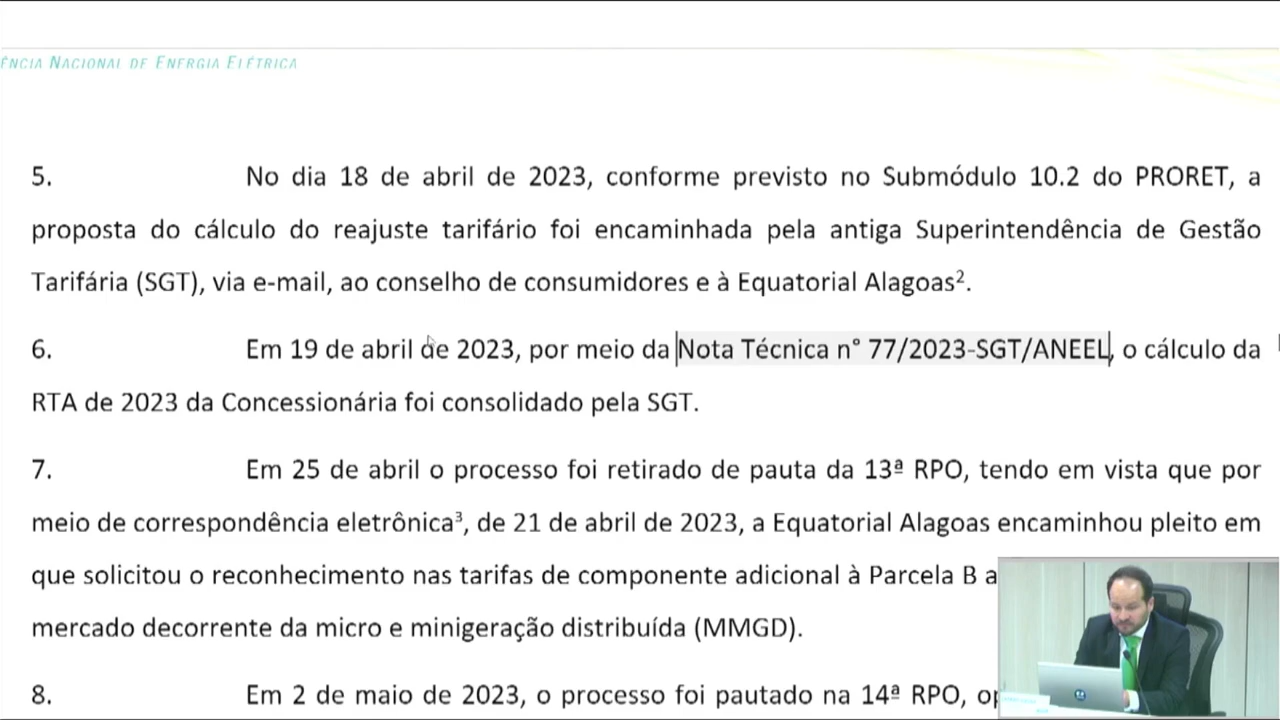 ÊNCIA NACIONAL DE ENERGIA ELÉTRICA
5. No dia 18 de abril de 2023, conforme previsto no Submódulo 10.2 do PRORET, a
proposta do cálculo do reajuste tarifário foi encaminhada pela antiga Superintendência de Gestão
Tarifária (SGT), via e-mail, ao conselho de consumidores e à Equatorial Alagoas².
6. Em 19 de abril de 2023, por meio da Nota Técnica n° 77/2023-SGT/ANEEL, o cálculo da
RTA de 2023 da Concessionária foi consolidado pela SGT.
7. Em 25 de abril o processo foi retirado de pauta da 13ª RPO, tendo em vista que por
meio de correspondência eletrônica³, de 21 de abril de 2023, a Equatorial Alagoas encaminhou pleito em
que solicitou o reconhecimento nas tarifas de componente adicional à Parcela B a
mercado decorrente da micro e minigeração distribuída (MMGD).
8. Em 2 de maio de 2023, o processo foi pautado na 14ª RPO,